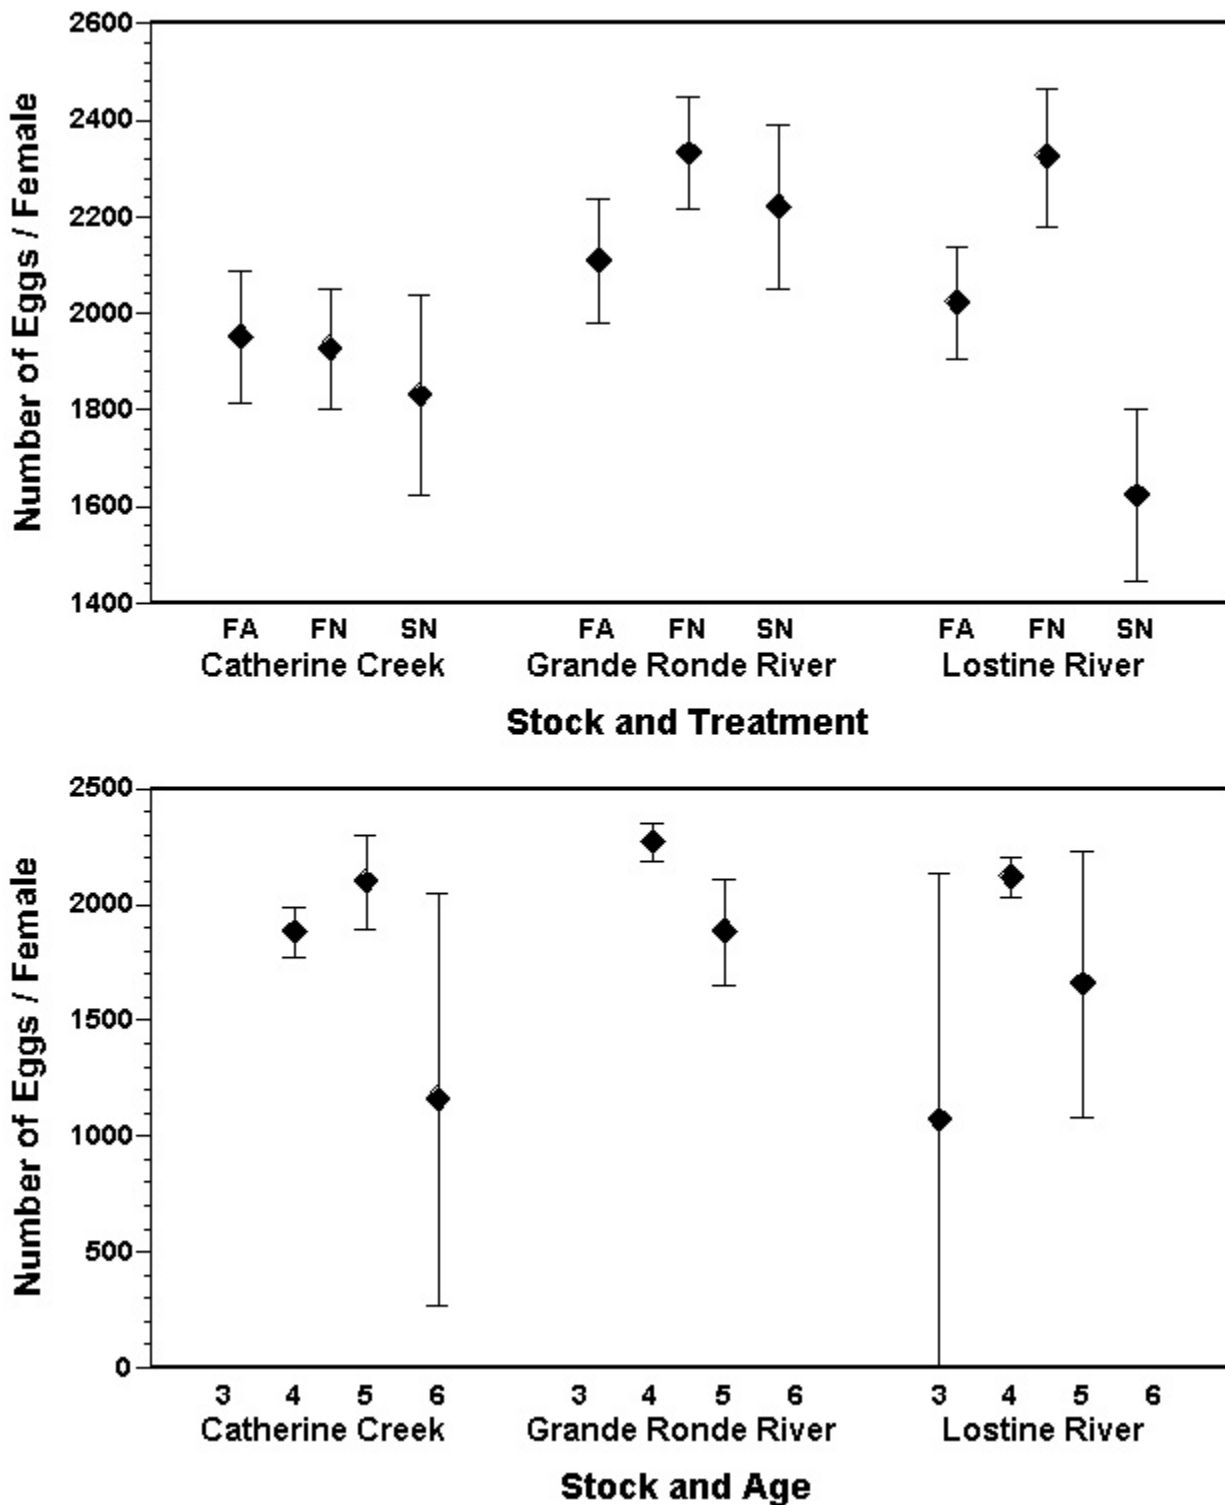 Number of Eggs / Female
2600
2400
2200
2000
1800
1600
1400
FA FN SN FA FN SN FA FN SN
Catherine Creek Grande Ronde River Lostine River
Stock and Treatment
Number of Eggs / Female
2500
2000
1500
1000
500
0
3 4 5 6 3 4 5 6 3 4 5 6
Catherine Creek Grande Ronde River Lostine River
Stock and Age